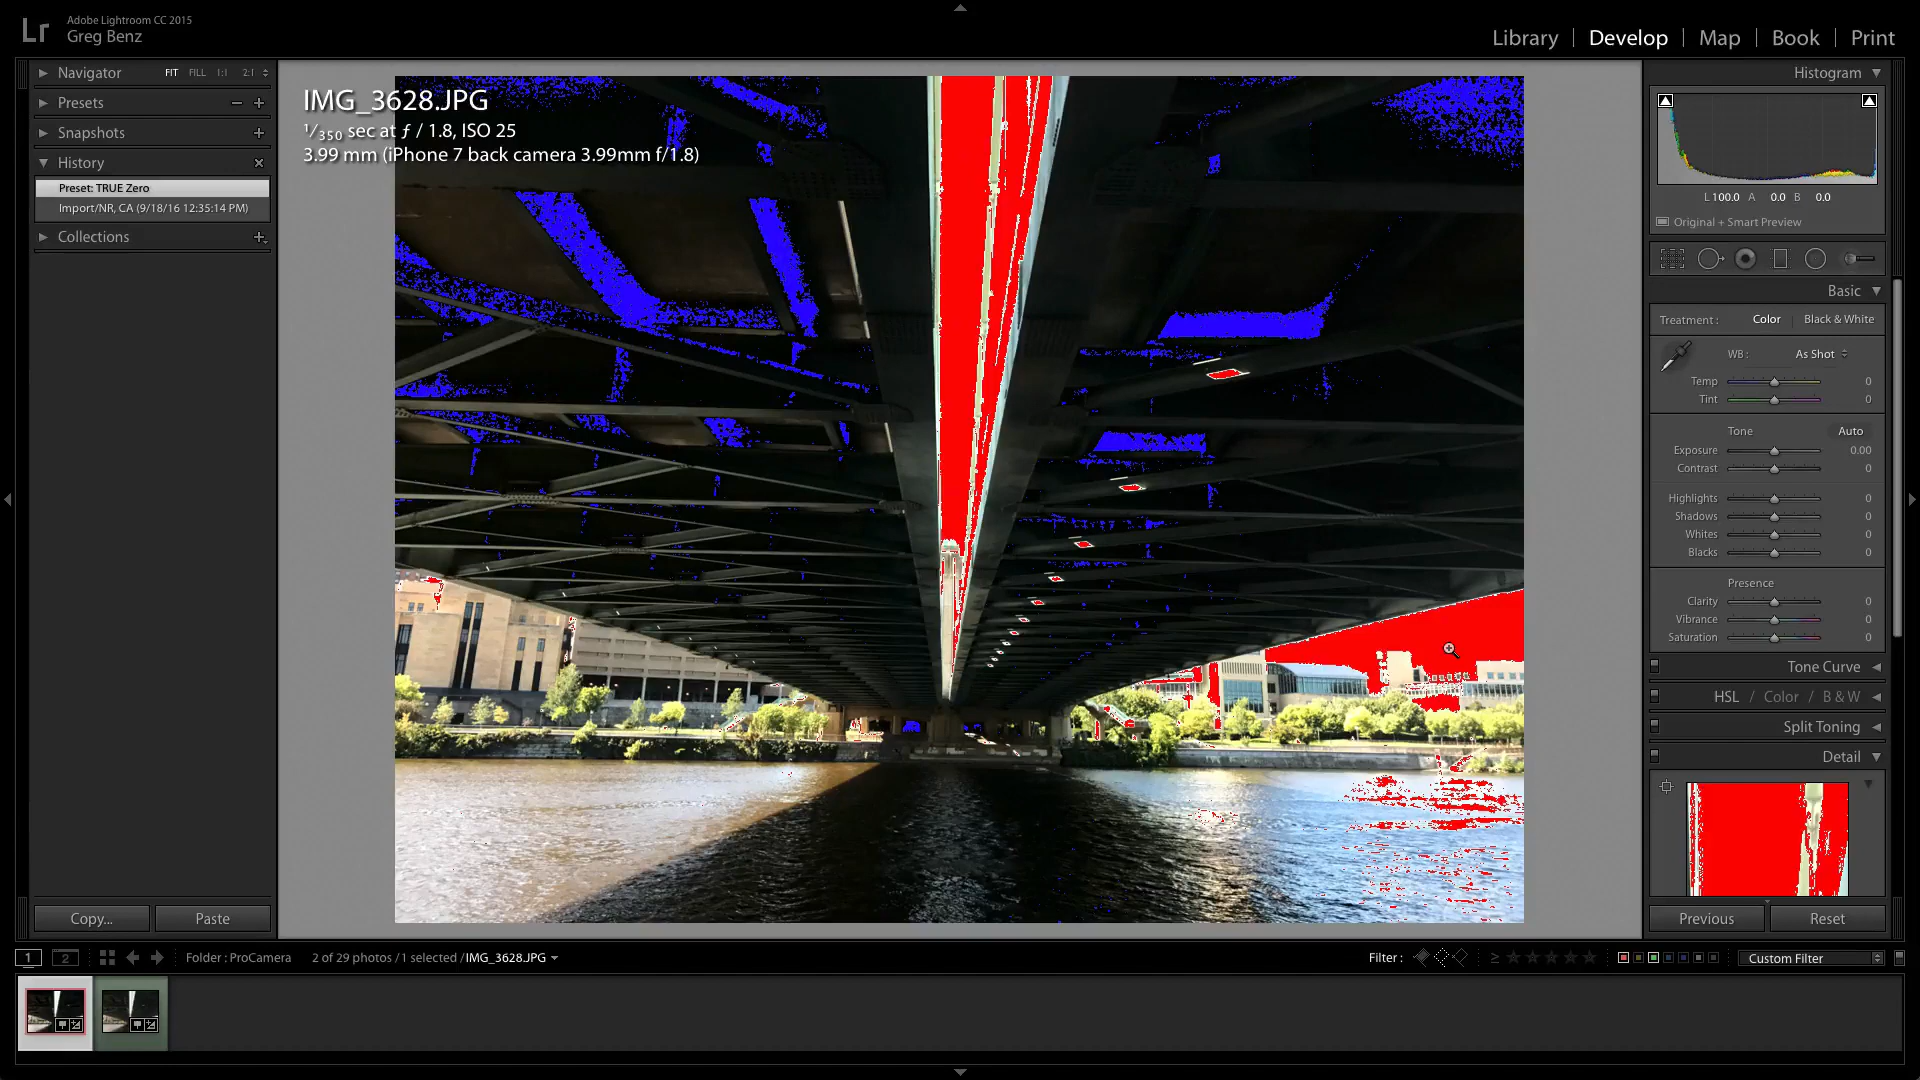 Lr
Adobe Lightroom CC 2015
Greg Benz
Library | Develop | Map | Book | Print
Navigator FIT FILL 1:1 2:1
Presets
Snapshots
History
Preset: TRUE Zero
Import/NR, CA (9/18/16 12:35:14 PM)
Collections
Copy... Paste
IMG_3628.JPG
1/350 sec at ƒ / 1.8, ISO 25
3.99 mm (iPhone 7 back camera 3.99mm f/1.8)
Histogram
L 100.0 A 0.0 B 0.0
Original + Smart Preview
Basic
Treatment : Color | Black & White
WB : As Shot
Temp 0
Tint 0
Tone Auto
Exposure 0.00
Contrast 0
Highlights 0
Shadows 0
Whites 0
Blacks 0
Presence
Clarity 0
Vibrance 0
Saturation 0
Tone Curve
HSL / Color / B & W
Split Toning
Detail
Previous Reset
1 2 Folder : ProCamera 2 of 29 photos / 1 selected / IMG_3628.JPG Filter : ≥ Custom Filter